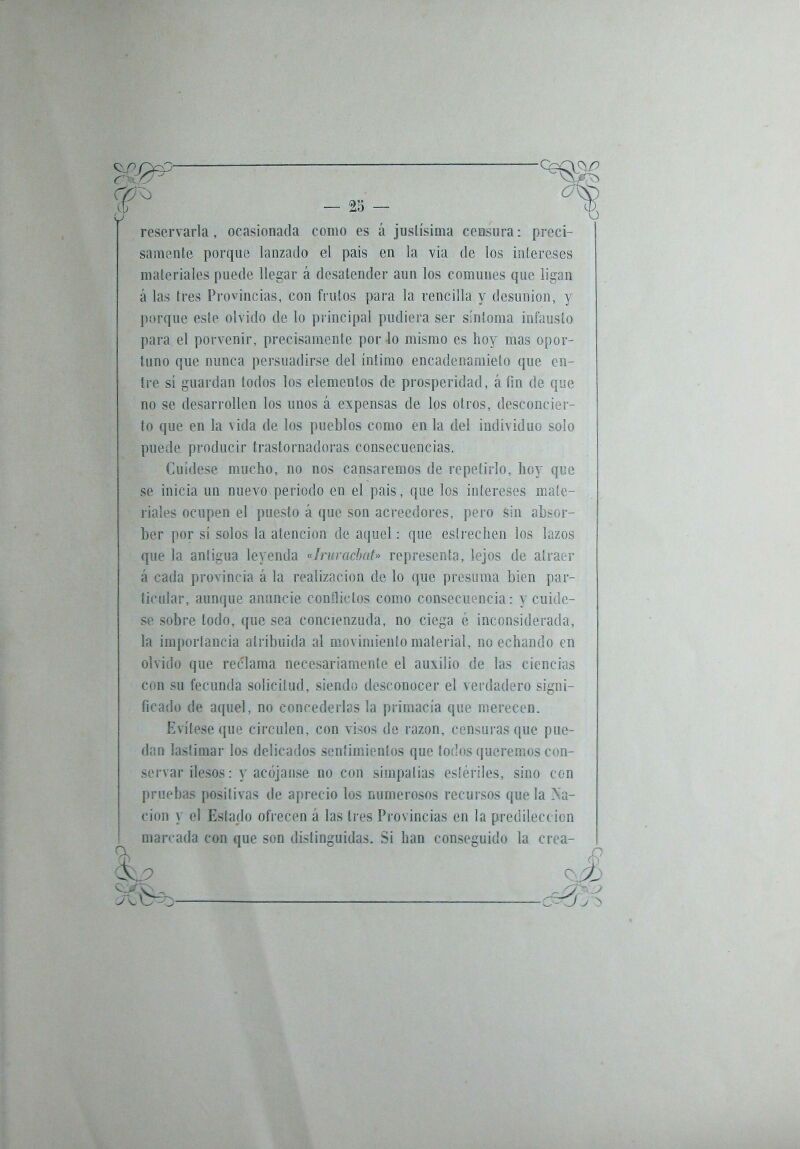 — 25 —
reservarla, ocasionada como es á justísima censura: preci-
samente porque lanzado el pais en la via de los intereses
materiales puede llegar á desatender aun los comunes que ligan
á las tres Provincias, con frutos para la rencilla y desunion, y
porque este olvido de lo principal pudiera ser síntoma infausto
para el porvenir, precisamente por lo mismo es hoy mas opor-
tuno que nunca persuadirse del íntimo encadenamieto que en-
tre sí guardan todos los elementos de prosperidad, á fin de que
no se desarrollen los unos á expensas de los otros, desconcier-
to que en la vida de los pueblos como en la del individuo solo
puede producir trastornadoras consecuencias.
Cuídese mucho, no nos cansaremos de repetirlo, hoy que
se inicia un nuevo periodo en el pais, que los intereses mate-
riales ocupen el puesto á que son acreedores, pero sin absor-
ber por sí solos la atencion de aquel: que estrechen los lazos
que la antigua leyenda «Iruracbat» representa, lejos de atraer
á cada provincia á la realizacion de lo que presuma bien par-
ticular, aunque anuncie conflictos como consecuencia: y cuide-
se sobre todo, que sea concienzuda, no ciega é inconsiderada,
la importancia atribuida al movimiento material, no echando en
olvido que reclama necesariamente el auxilio de las ciencias
con su fecunda solicitud, siendo desconocer el verdadero signi-
ficado de aquel, no concederlas la primacía que merecen.
Evítese que circulen, con visos de razon, censuras que pue-
dan lastimar los delicados sentimientos que todos queremos con-
servar ilesos: y acójanse no con simpatias estériles, sino con
pruebas positivas de aprecio los numerosos recursos que la Na-
cion y el Estado ofrecen á las tres Provincias en la predileccion
marcada con que son distinguidas. Si han conseguido la crea-